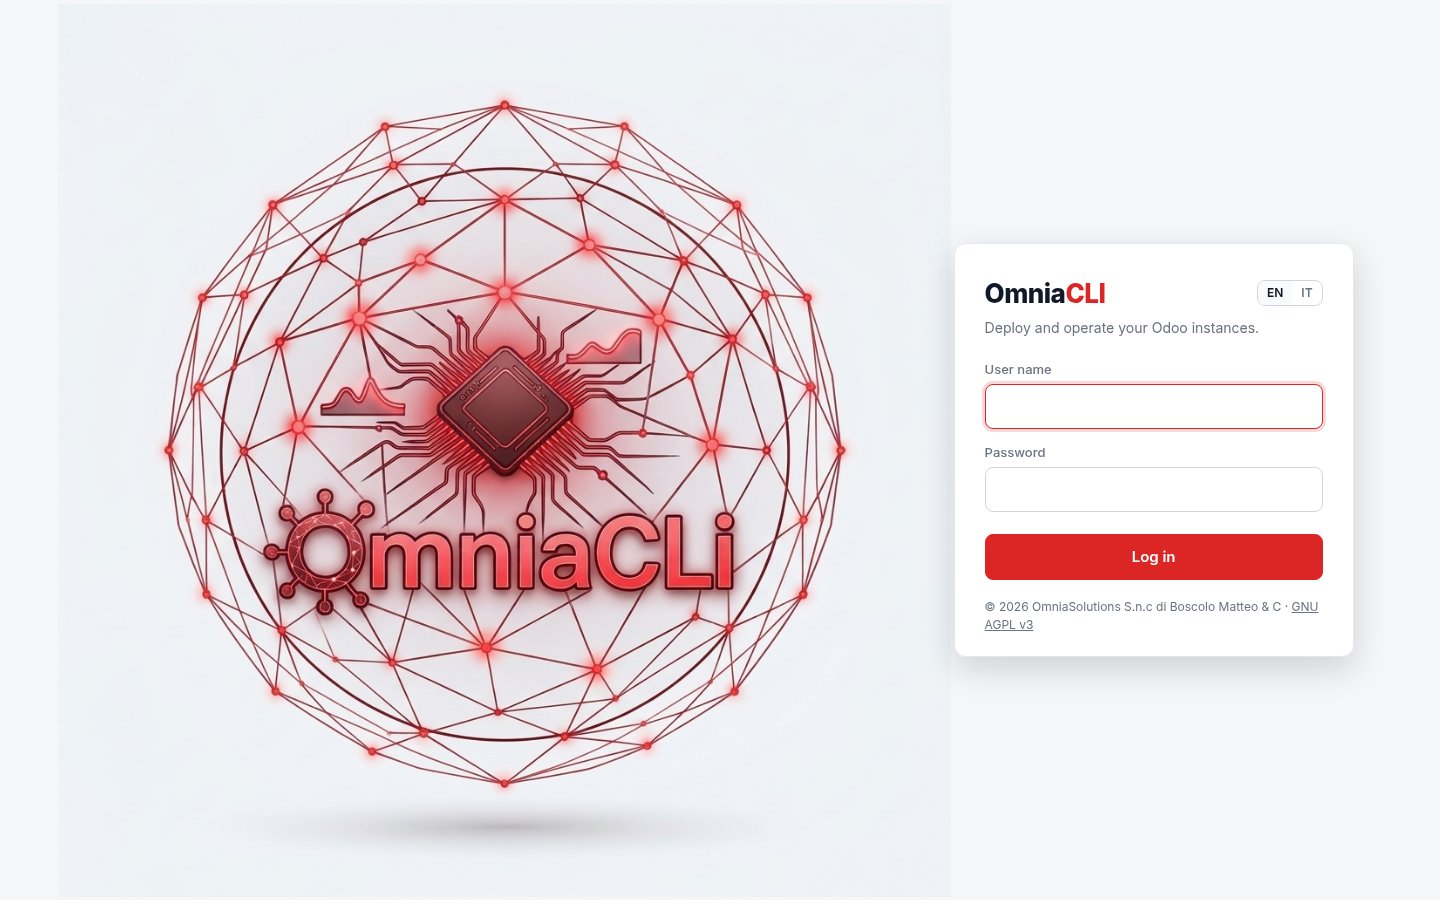 OmniaCLi
OmniaCLI
EN IT
Deploy and operate your Odoo instances.
User name
Password
Log in
© 2026 OmniaSolutions S.n.c di Boscolo Matteo & C · GNU
AGPL v3